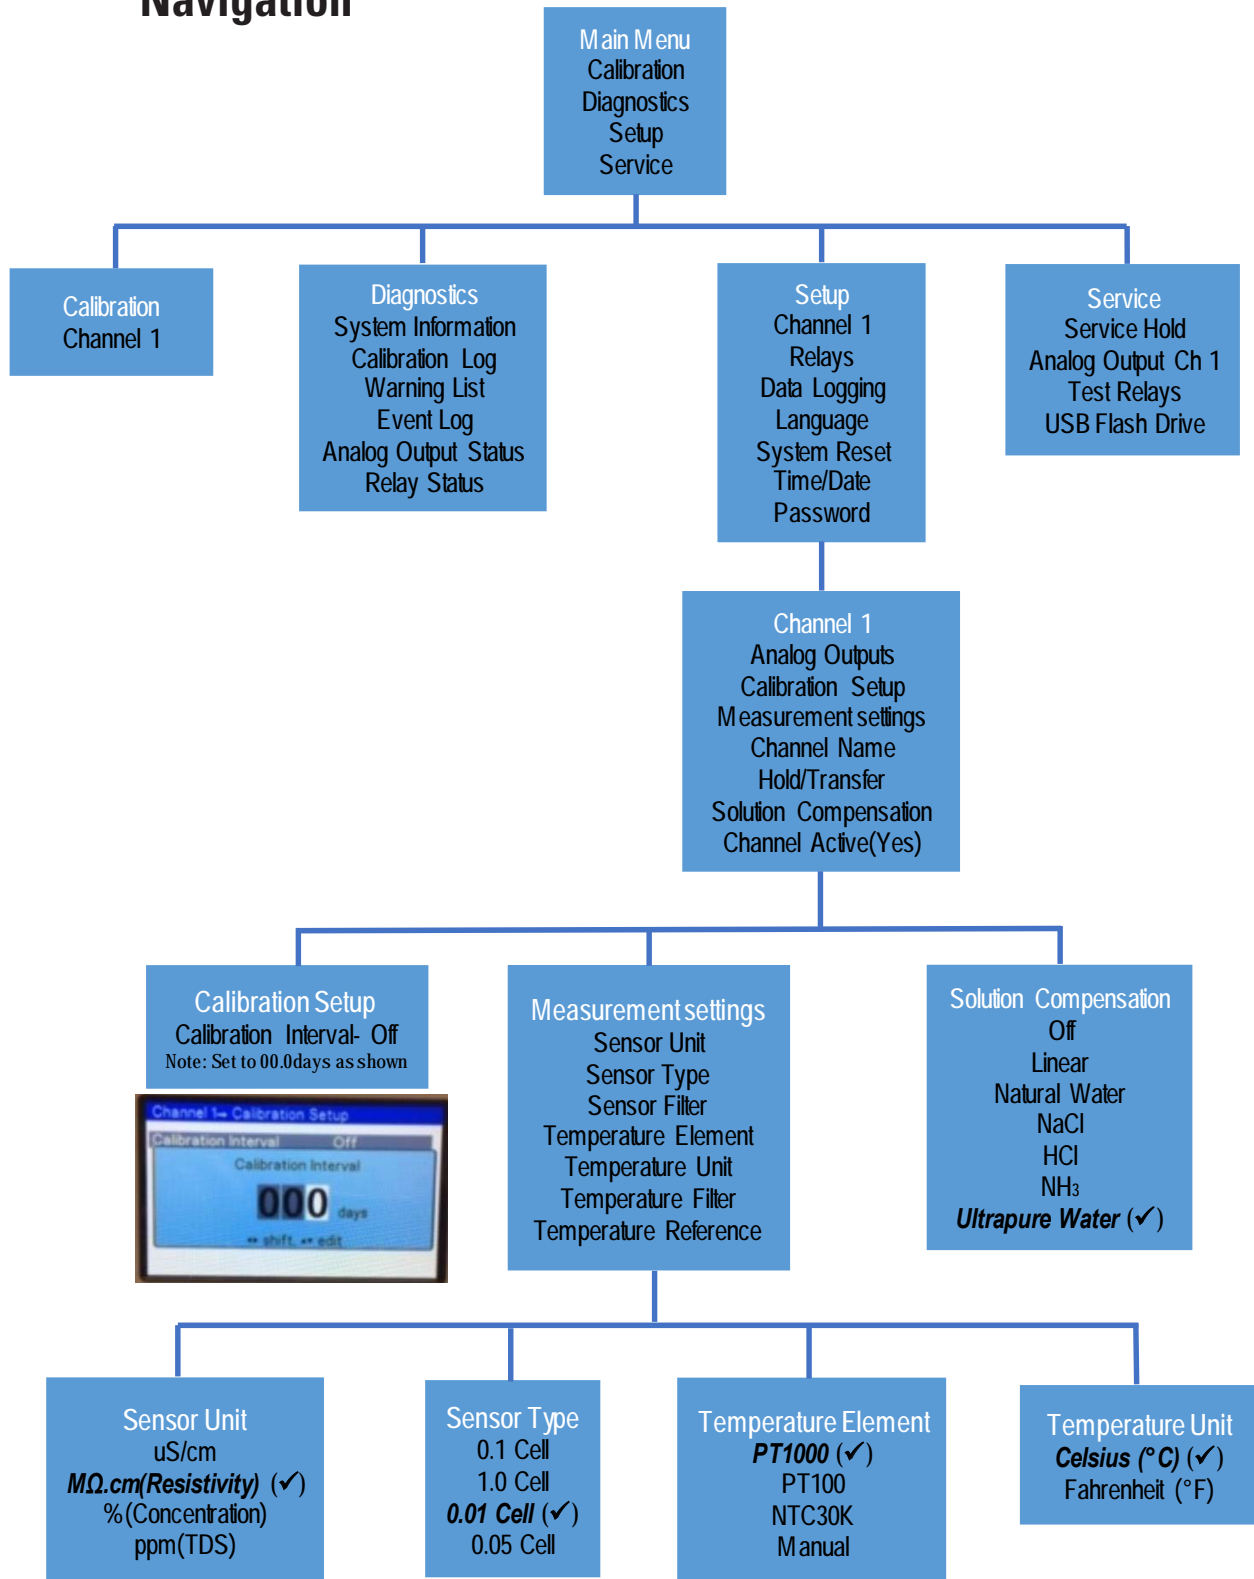 Navigation
Main Menu
Calibration
Diagnostics
Setup
Service
Calibration
Channel 1
Diagnostics
System Information
Calibration Log
Warning List
Event Log
Analog Output Status
Relay Status
Setup
Channel 1
Relays
Data Logging
Language
System Reset
Time/Date
Password
Service
Service Hold
Analog Output Ch 1
Test Relays
USB Flash Drive
Channel 1
Analog Outputs
Calibration Setup
Measurement settings
Channel Name
Hold/Transfer
Solution Compensation
Channel Active(Yes)
Calibration Setup
Calibration Interval- Off
Note: Set to 00.0days as shown
Channel 1→ Calibration Setup
Calibration Interval Off
Calibration Interval
000 days
◂▸ shift, ▴▾ edit
Measurement settings
Sensor Unit
Sensor Type
Sensor Filter
Temperature Element
Temperature Unit
Temperature Filter
Temperature Reference
Solution Compensation
Off
Linear
Natural Water
NaCl
HCl
NH₃
Ultrapure Water (✓)
Sensor Unit
uS/cm
MΩ.cm(Resistivity) (✓)
%(Concentration)
ppm(TDS)
Sensor Type
0.1 Cell
1.0 Cell
0.01 Cell (✓)
0.05 Cell
Temperature Element
PT1000 (✓)
PT100
NTC30K
Manual
Temperature Unit
Celsius (°C) (✓)
Fahrenheit (°F)